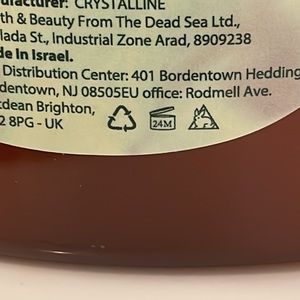 nufacturer: CRYSTALLINE
th & Beauty From The Dead Sea Ltd.,
lada St., Industrial Zone Arad, 8909238
de in Israel.
Distribution Center: 401 Bordentown Hedding
dentown, NJ 08505EU office: Rodmell Ave.
tdean Brighton,
2 8PG - UK
24M